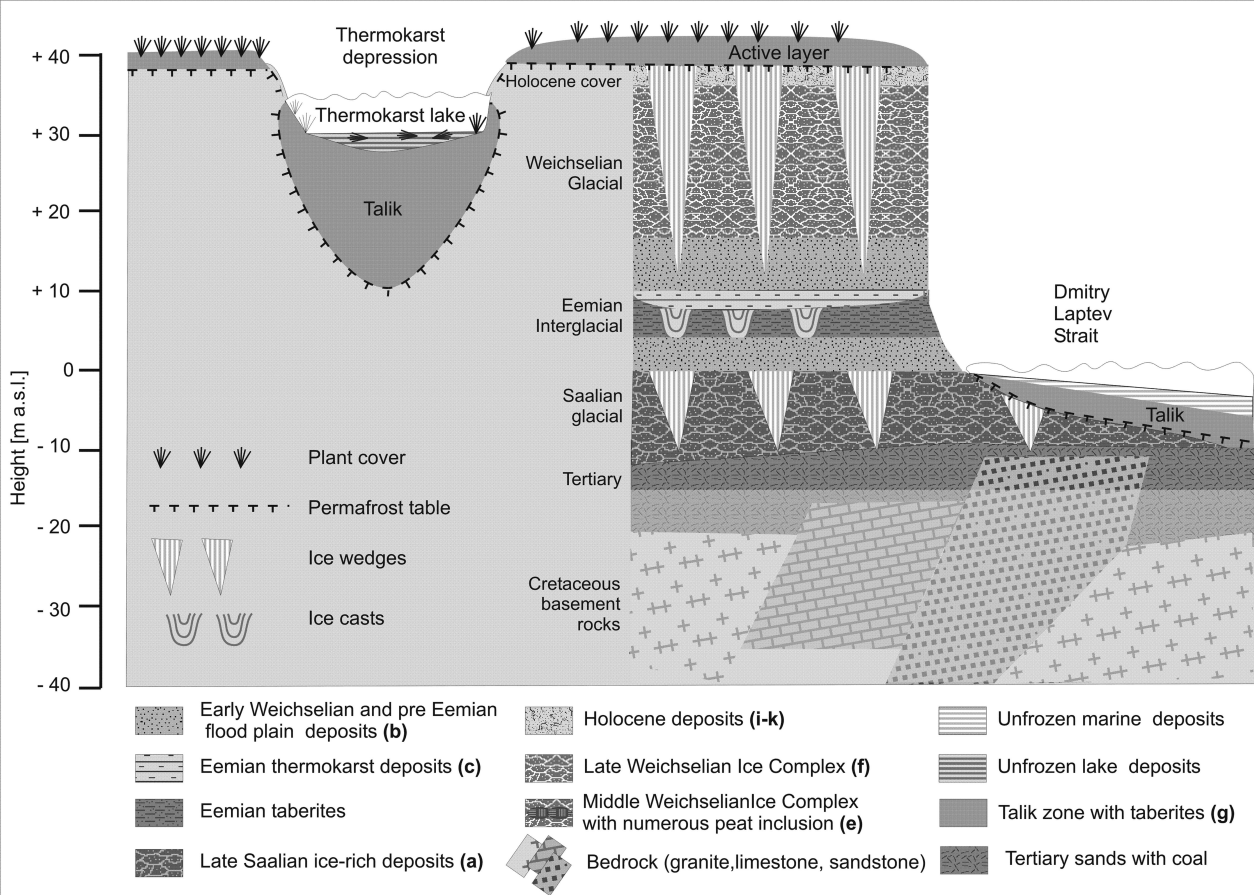 Thermokarst
depression
Active layer
Holocene cover
Thermokarst lake
Talik
Weichselian
Glacial
Eemian
Interglacial
Dmitry
Laptev
Strait
Saalian
glacial
Talik
Tertiary
Cretaceous
basement
rocks
Height [m a.s.l.]
+ 40
+ 30
+ 20
+ 10
0
- 10
- 20
- 30
- 40
Plant cover
Permafrost table
Ice wedges
Ice casts
Early Weichselian and pre Eemian
flood plain deposits (b)
Eemian thermokarst deposits (c)
Eemian taberites
Late Saalian ice-rich deposits (a)
Holocene deposits (i-k)
Late Weichselian Ice Complex (f)
Middle WeichselianIce Complex
with numerous peat inclusion (e)
Bedrock (granite,limestone, sandstone)
Unfrozen marine deposits
Unfrozen lake deposits
Talik zone with taberites (g)
Tertiary sands with coal